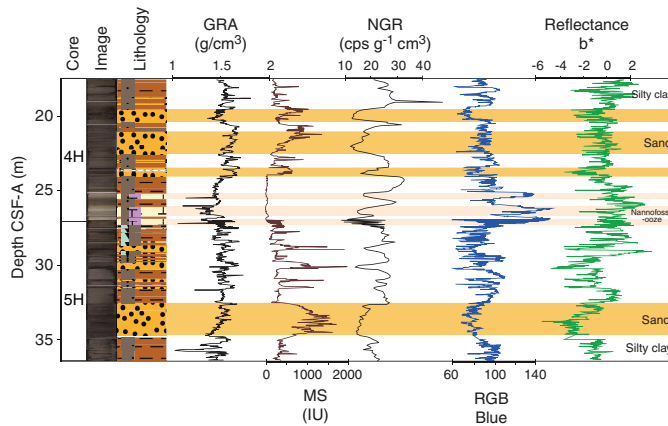 Core
Image
Lithology
GRA
(g/cm³)
NGR
(cps g⁻¹ cm³)
Reflectance
b*
1 1.5 2
10 20 30 40
-6 -4 -2 0 2
Depth CSF-A (m)
20
25
30
35
4H
5H
Silty clay
Sand
Nannofoss
-ooze
Sand
Silty clay
0 1000 2000
60 100 140
MS
(IU)
RGB
Blue